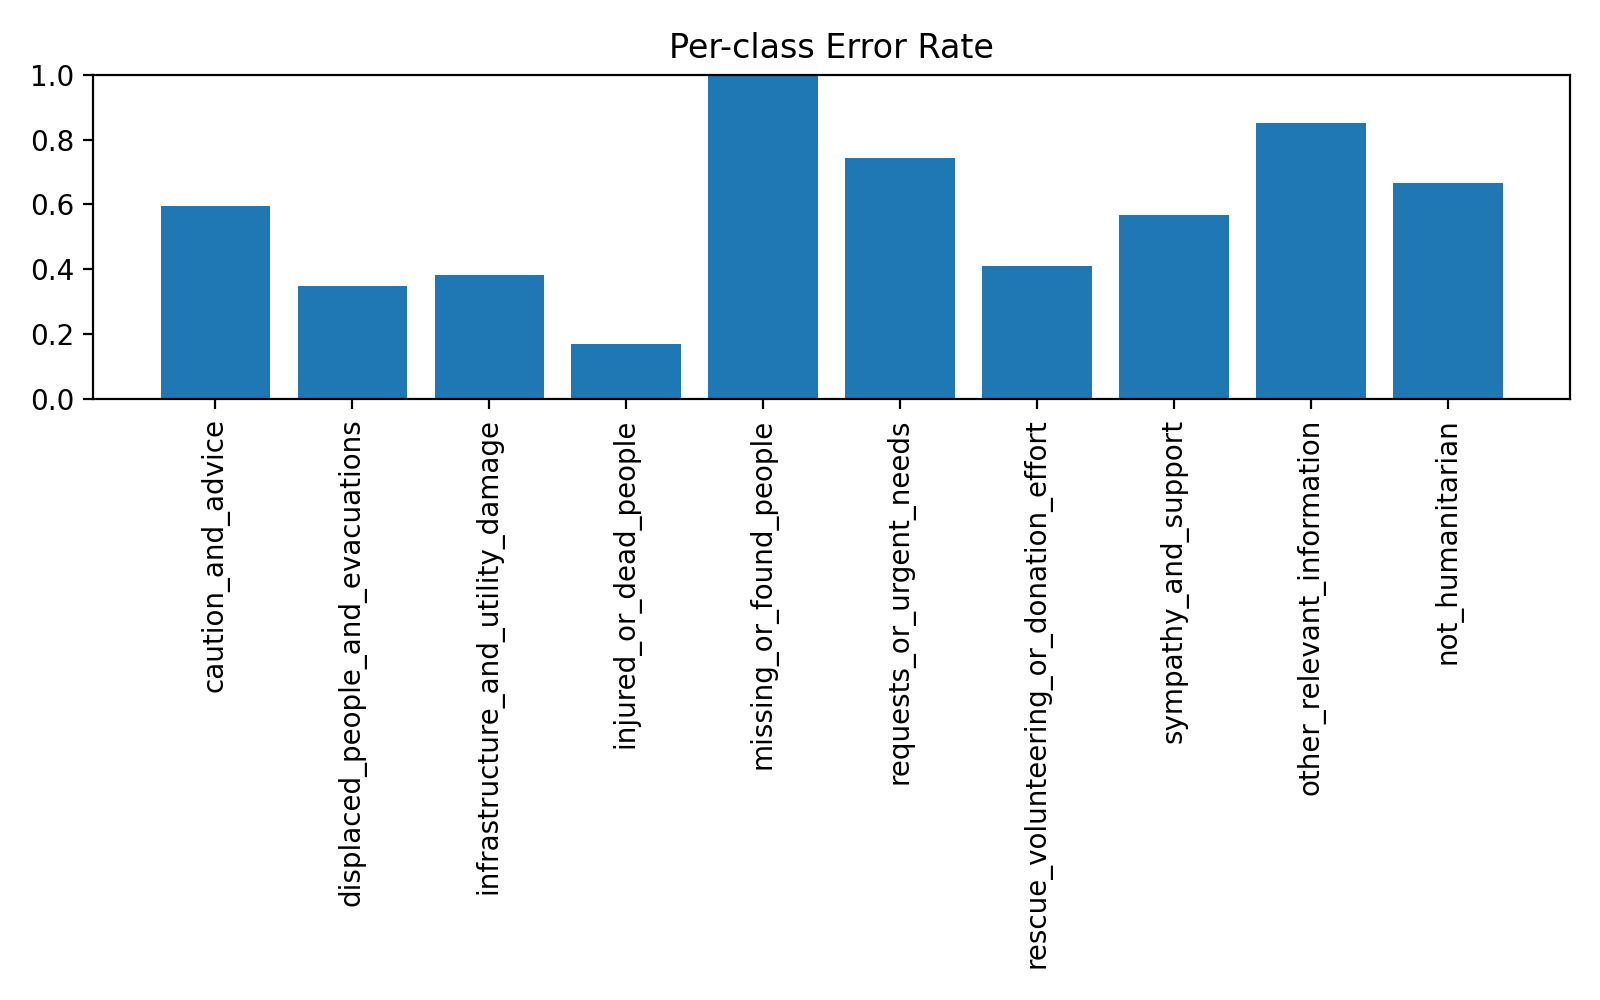 Per-class Error Rate
1.0
0.8
0.6
0.4
0.2
0.0
caution_and_advice
displaced_people_and_evacuations
infrastructure_and_utility_damage
injured_or_dead_people
missing_or_found_people
requests_or_urgent_needs
rescue_volunteering_or_donation_effort
sympathy_and_support
other_relevant_information
not_humanitarian